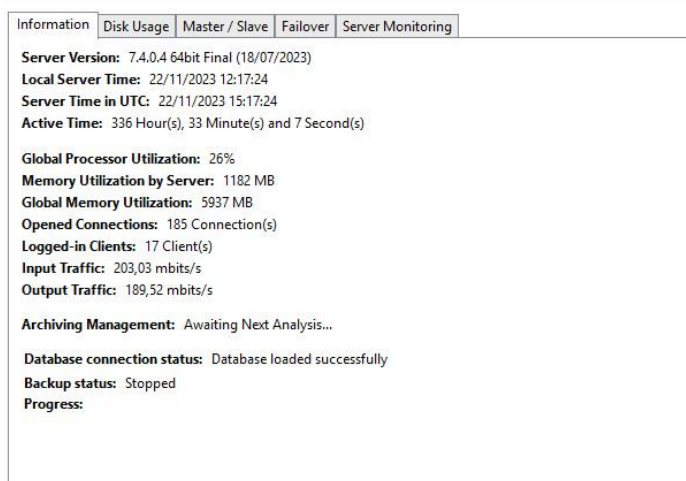 Information Disk Usage Master / Slave Failover Server Monitoring
Server Version: 7.4.0.4 64bit Final (18/07/2023)
Local Server Time: 22/11/2023 12:17:24
Server Time in UTC: 22/11/2023 15:17:24
Active Time: 336 Hour(s), 33 Minute(s) and 7 Second(s)
Global Processor Utilization: 26%
Memory Utilization by Server: 1182 MB
Global Memory Utilization: 5937 MB
Opened Connections: 185 Connection(s)
Logged-in Clients: 17 Client(s)
Input Traffic: 203,03 mbits/s
Output Traffic: 189,52 mbits/s
Archiving Management: Awaiting Next Analysis...
Database connection status: Database loaded successfully
Backup status: Stopped
Progress: